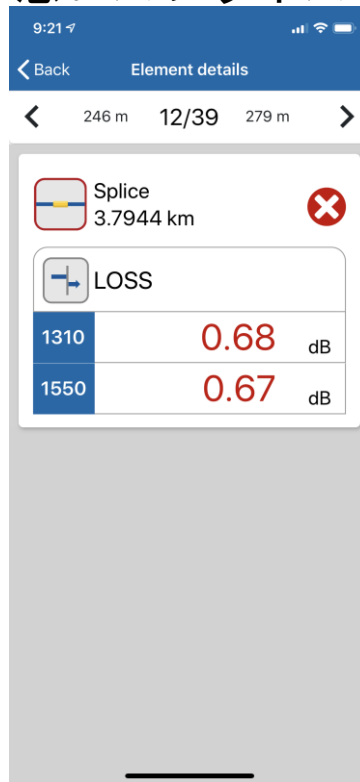 9:21
Back Element details
246 m 12/39 279 m
Splice
3.7944 km
LOSS
1310 0.68 dB
1550 0.67 dB